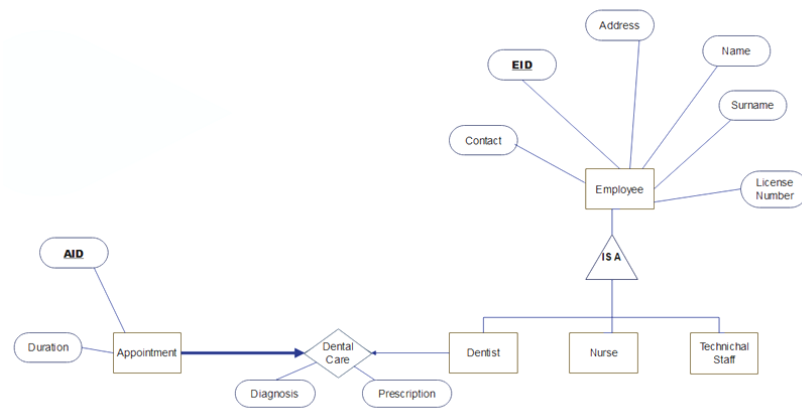 Address
Name
EID
Surname
Contact
Employee
License
Number
IS A
AID
Duration
Appointment
Dental
Care
Dentist
Nurse
Technichal
Staff
Diagnosis
Prescription